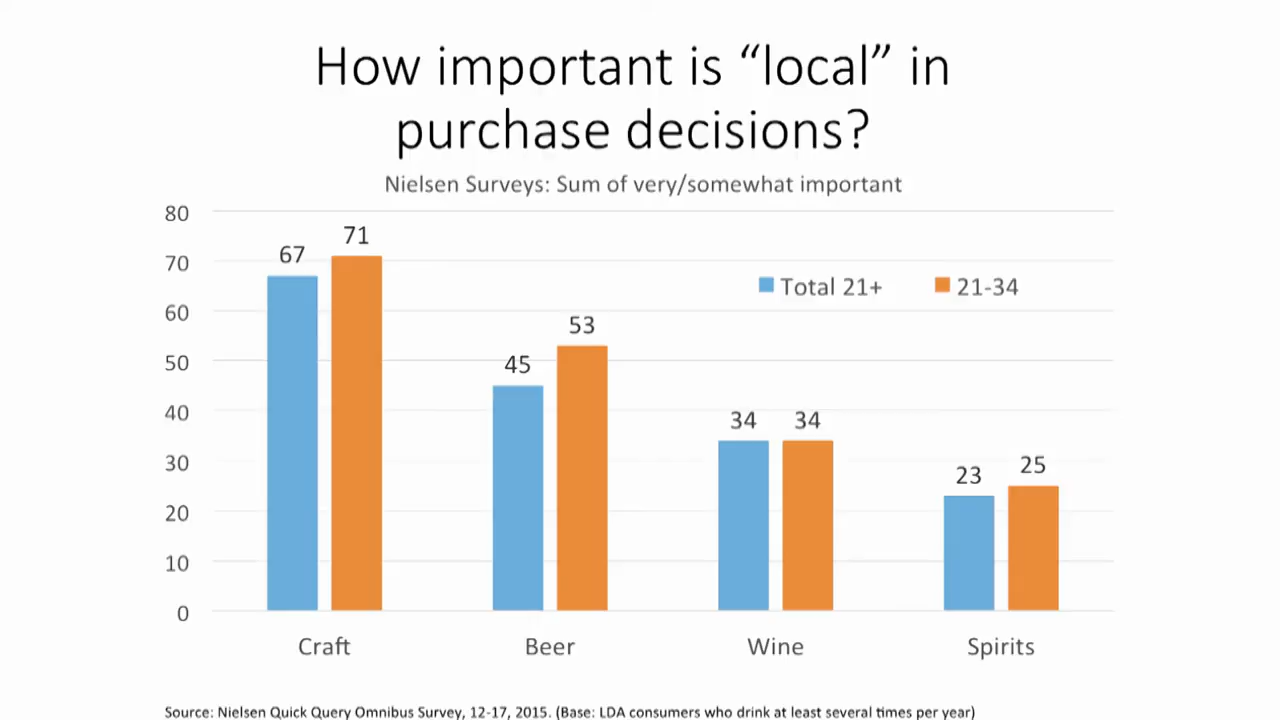 How important is “local” in
purchase decisions?
Nielsen Surveys: Sum of very/somewhat important
80
70
60
50
40
30
20
10
0
67
71
45
53
34
34
23
25
Total 21+
21-34
Craft
Beer
Wine
Spirits
Source: Nielsen Quick Query Omnibus Survey, 12-17, 2015. (Base: LDA consumers who drink at least several times per year)